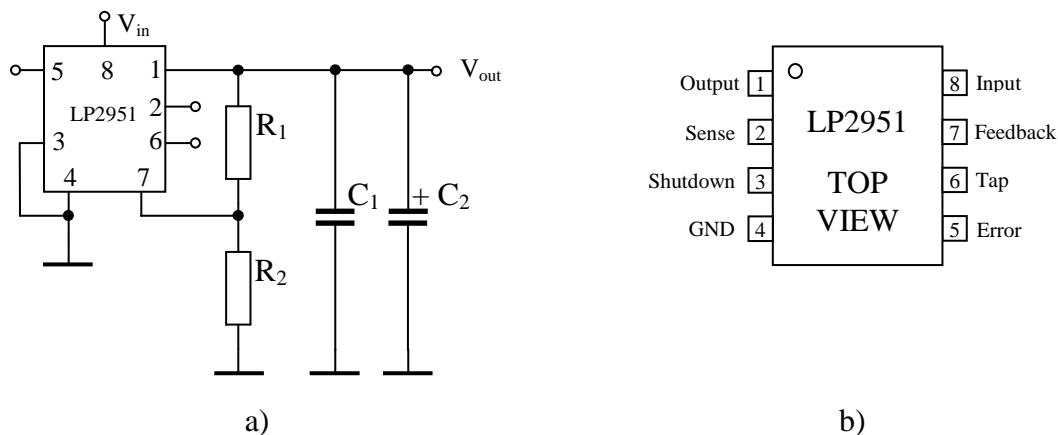 V_in
5 8 1
V_out
LP2951 2
R_1
3 6
4 7
C_1 + C_2
R_2
a)
Output 1 8 Input
LP2951
Sense 2 7 Feedback
Shutdown 3 TOP 6 Tap
VIEW
GND 4 5 Error
b)